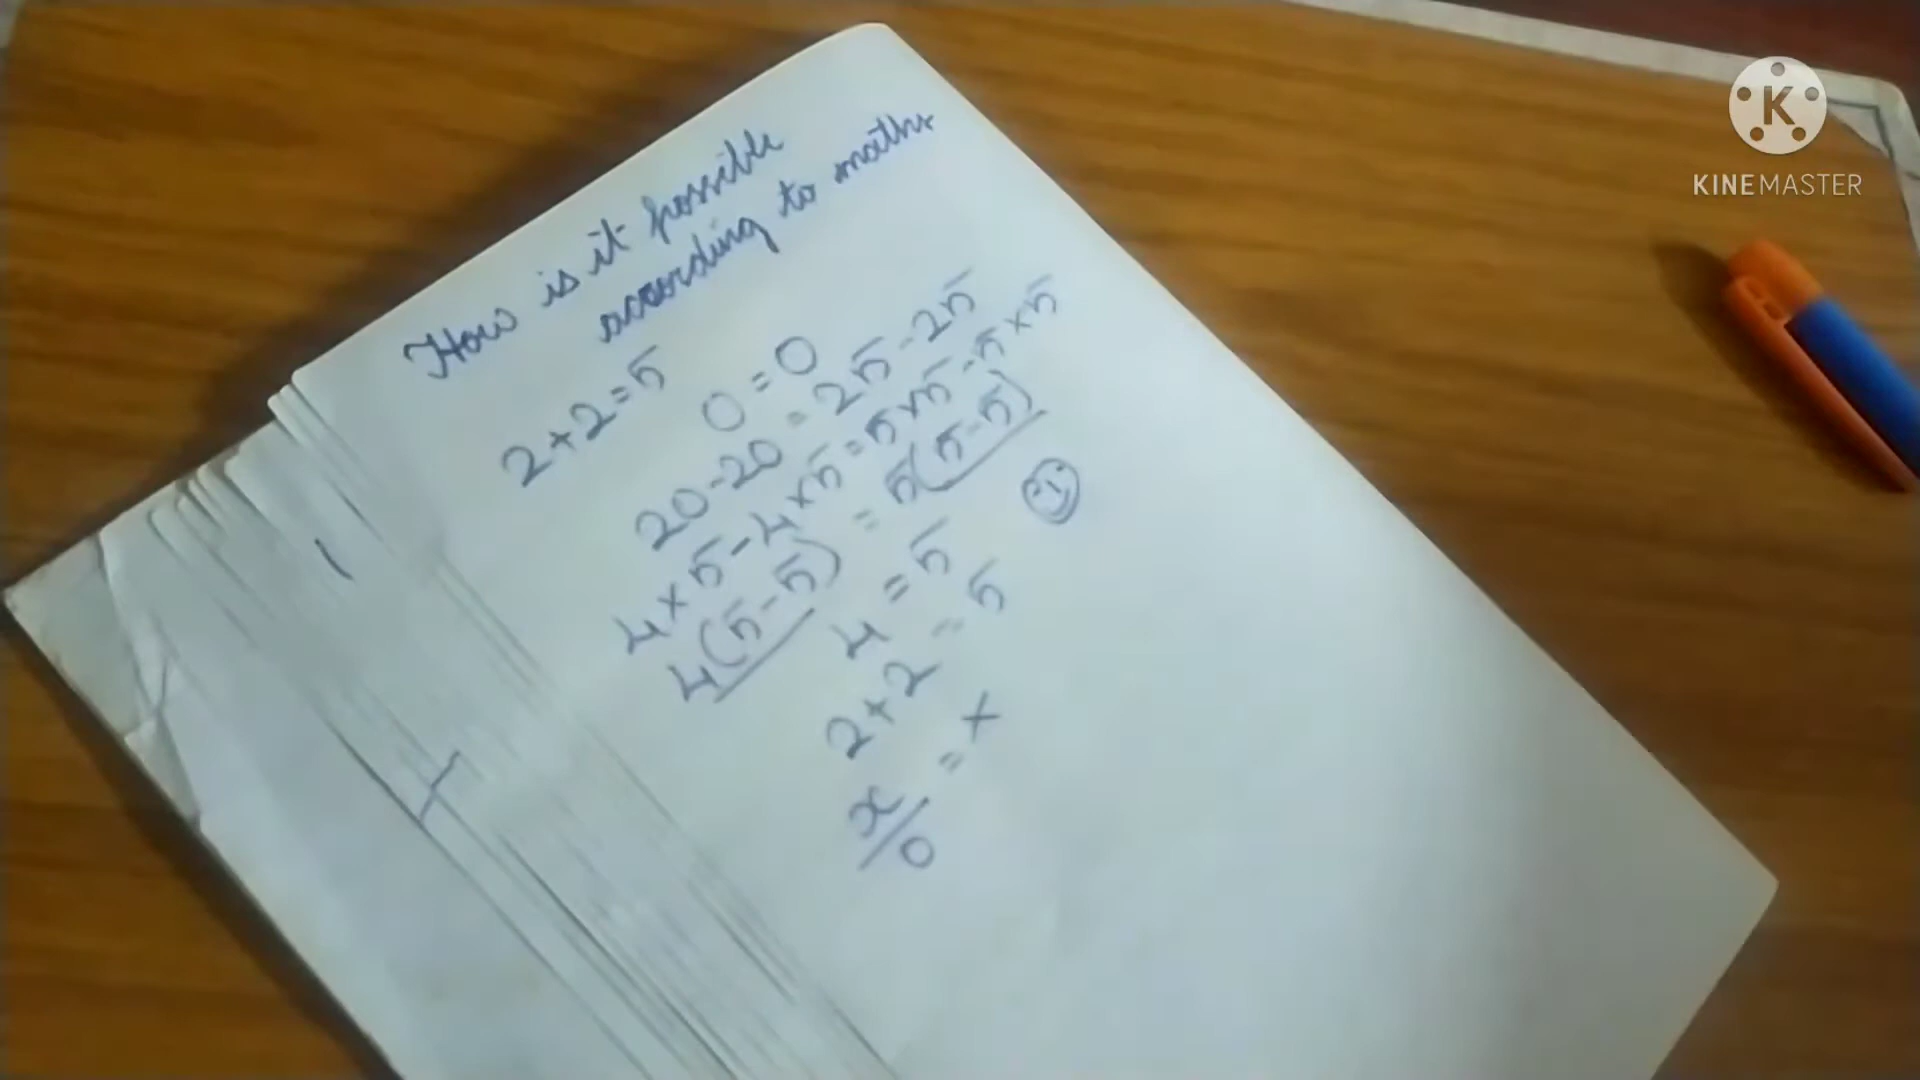 How is it possible
according to maths
2+2=5
0=0
20-20=25-25
4×5-4×5=5×5-5×5
4(5-5)=5(5-5)
4=5
2+2=5
x/0=x
K
KINEMASTER